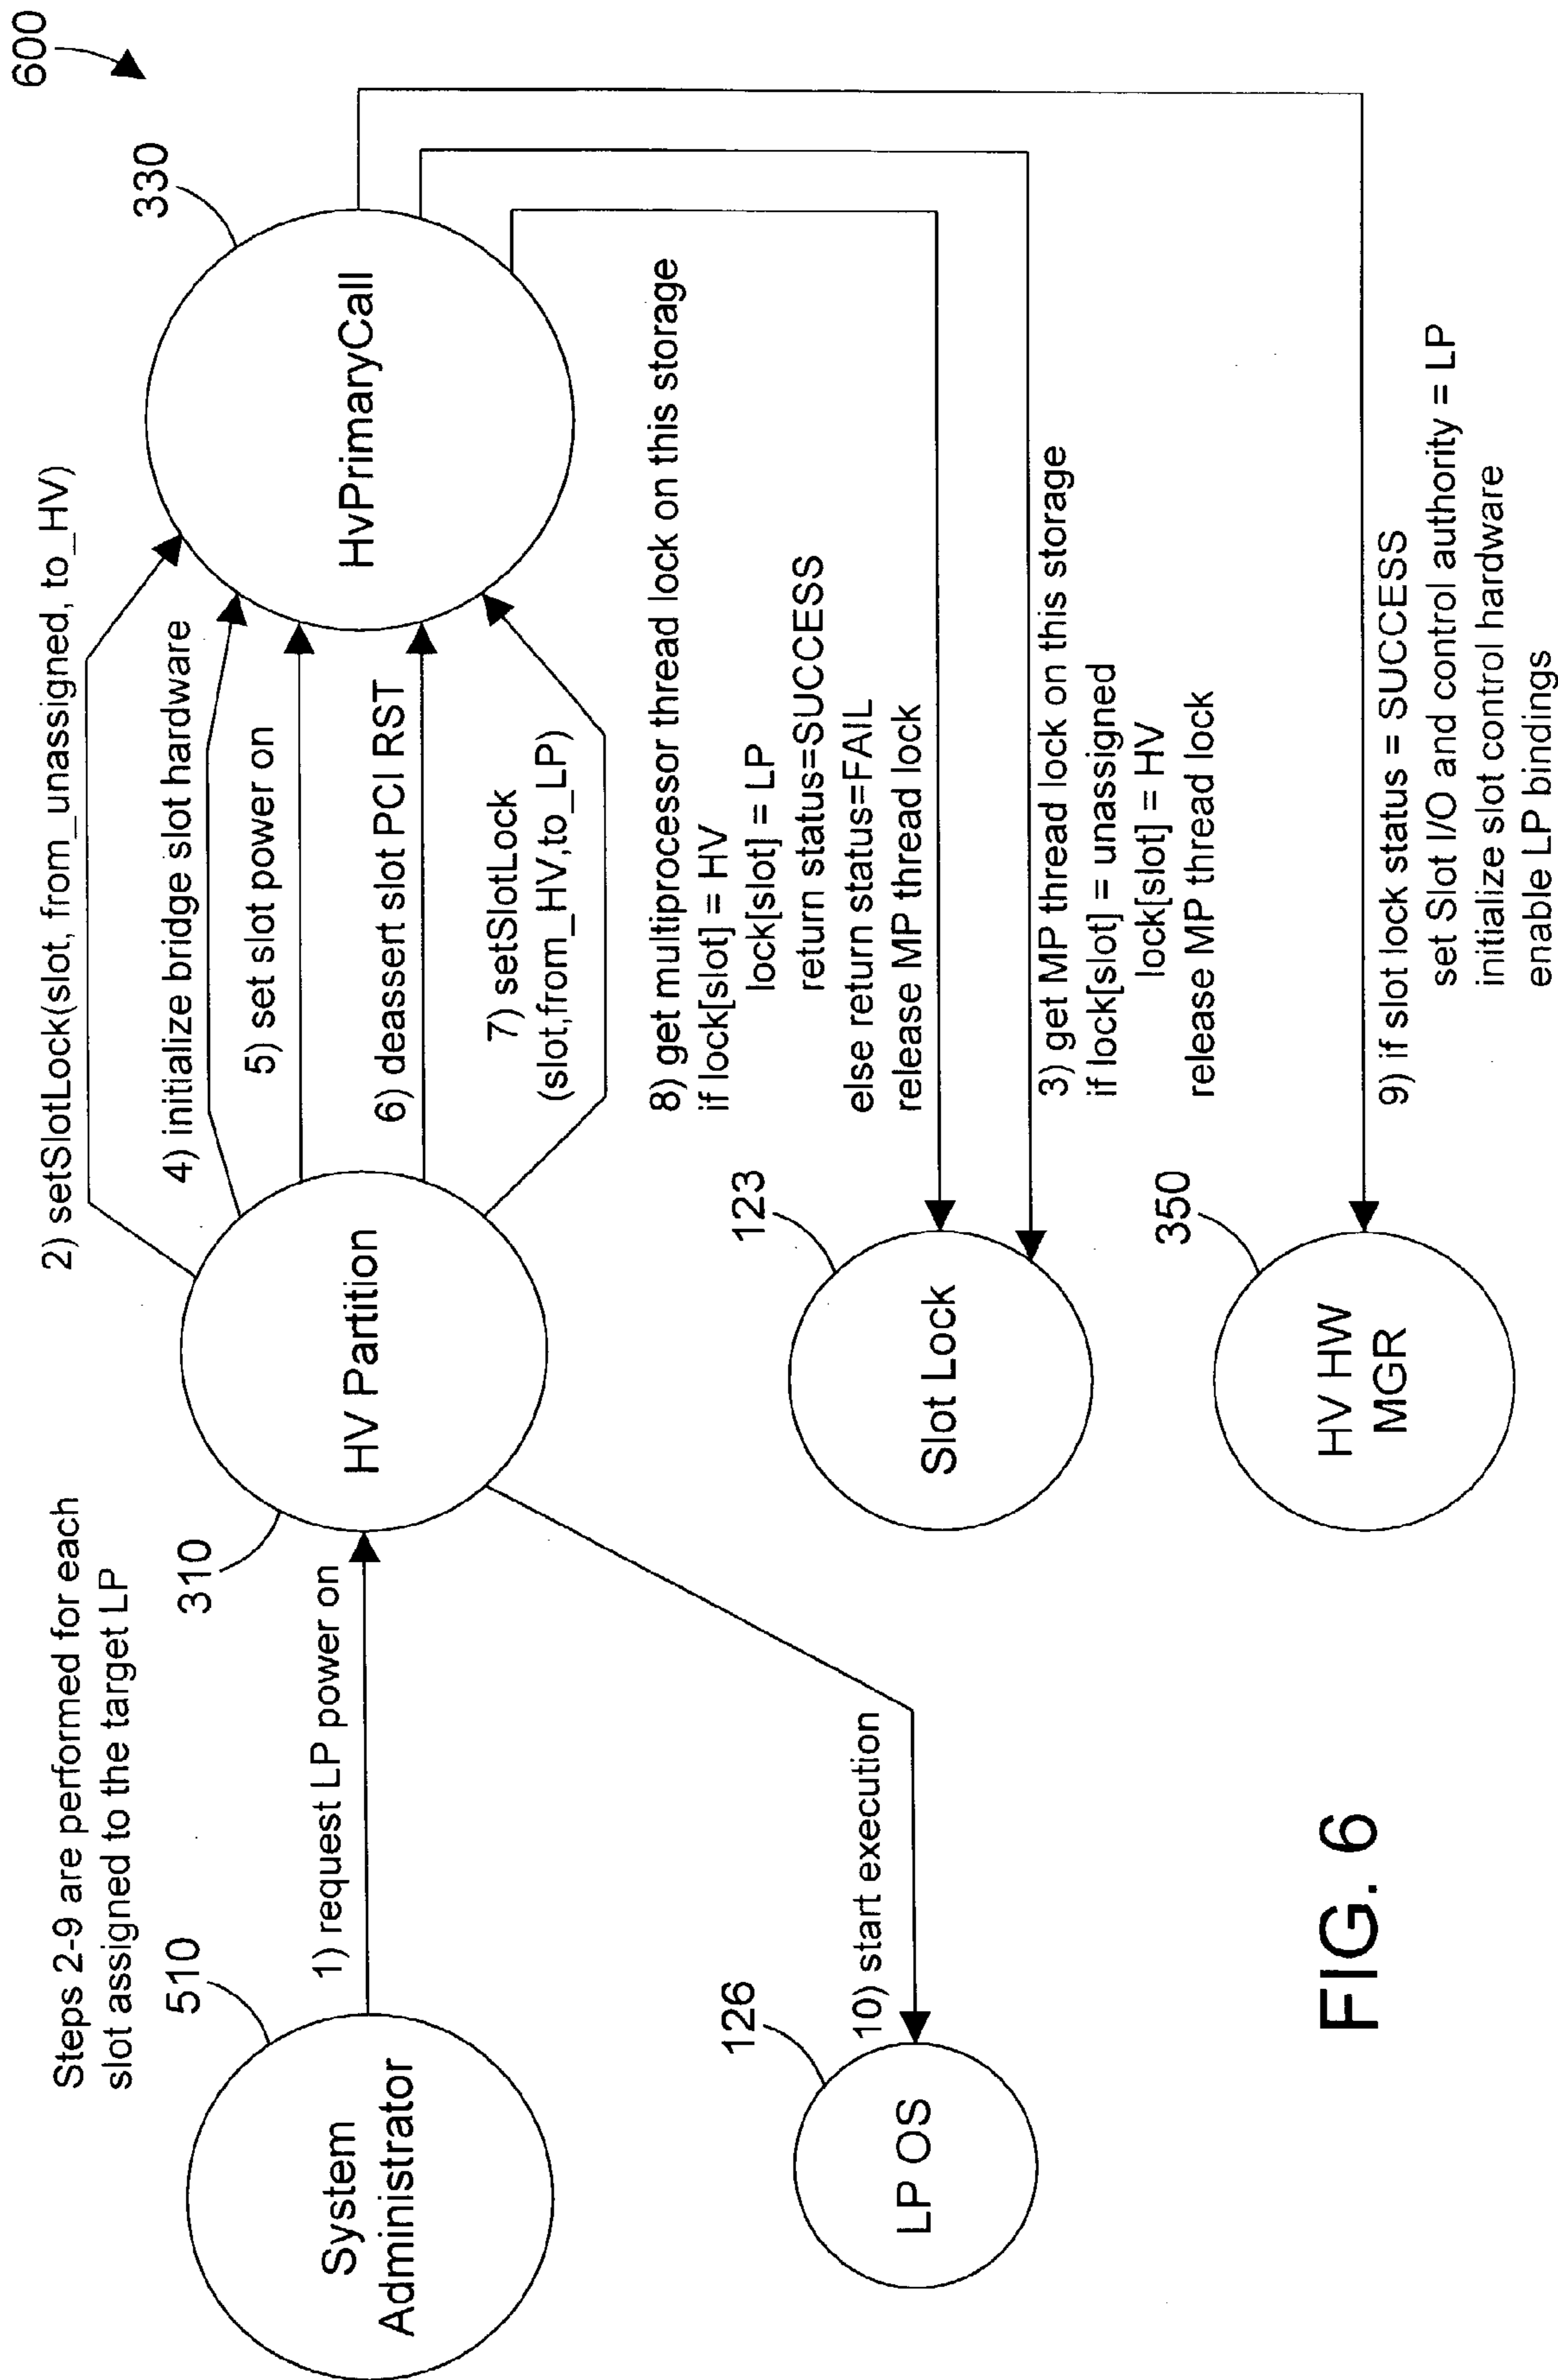 600
Steps 2-9 are performed for each
slot assigned to the target LP
510
System
Administrator
1) request LP power on
310
HV Partition
2) setSlotLock(slot, from_unassigned, to_HV)
4) initialize bridge slot hardware
5) set slot power on
6) deassert slot PCI RST
7) setSlotLock
(slot,from_HV,to_LP)
330
HvPrimaryCall
8) get multiprocessor thread lock on this storage
if lock[slot] = HV
lock[slot] = LP
return status=SUCCESS
else return status=FAIL
release MP thread lock
123
Slot Lock
3) get MP thread lock on this storage
if lock[slot] = unassigned
lock[slot] = HV
release MP thread lock
126
LP OS
10) start execution
350
HV HW
MGR
9) if slot lock status = SUCCESS
set Slot I/O and control authority = LP
initialize slot control hardware
enable LP bindings
FIG. 6